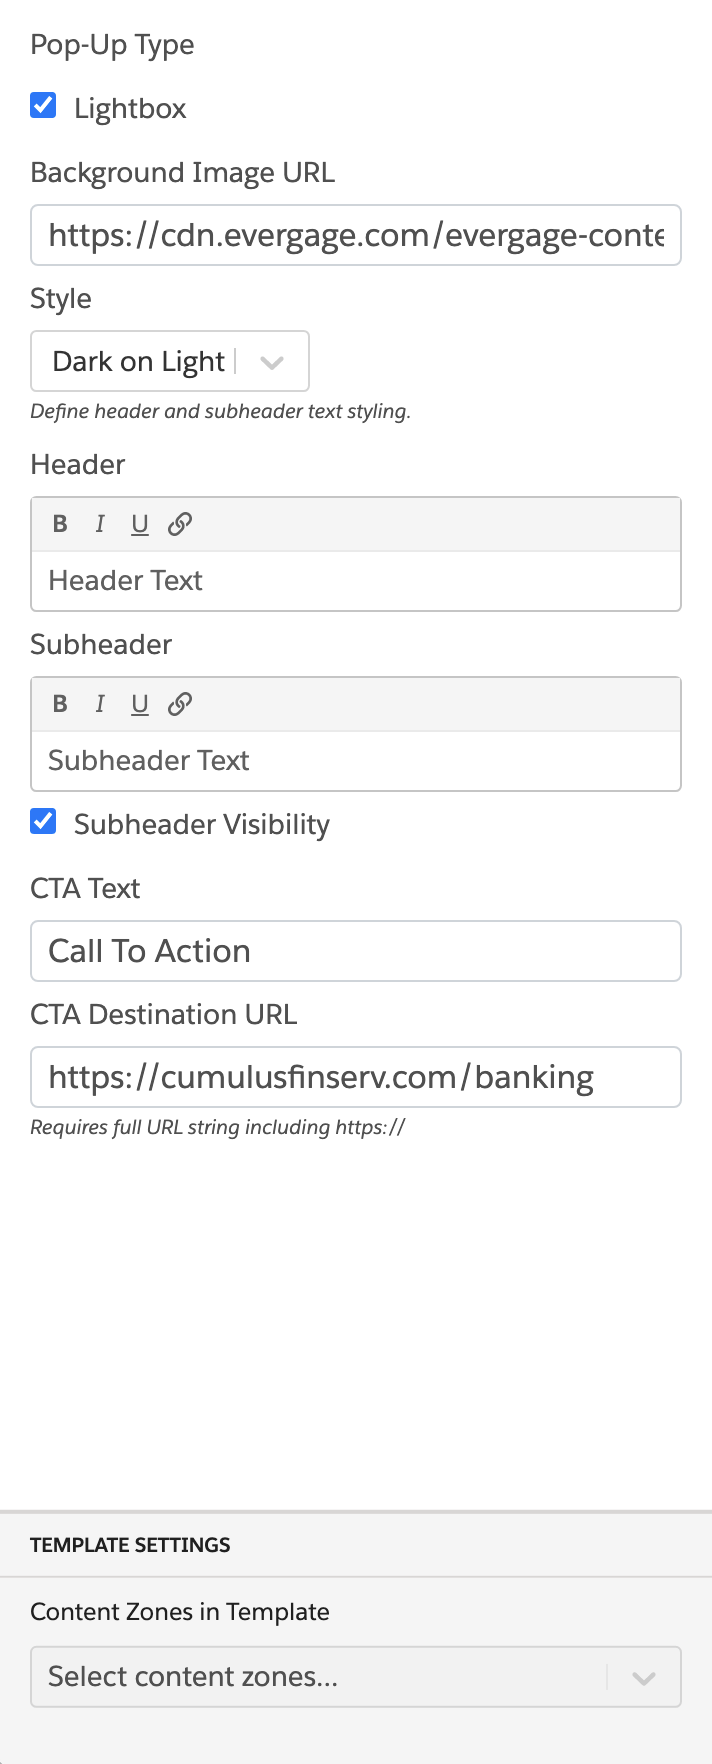 Pop-Up Type
Lightbox
Background Image URL
https://cdn.evergage.com/evergage-conte
Style
Dark on Light
Define header and subheader text styling.
Header
B I U
Header Text
Subheader
B I U
Subheader Text
Subheader Visibility
CTA Text
Call To Action
CTA Destination URL
https://cumulusfinserv.com/banking
Requires full URL string including https://
TEMPLATE SETTINGS
Content Zones in Template
Select content zones...